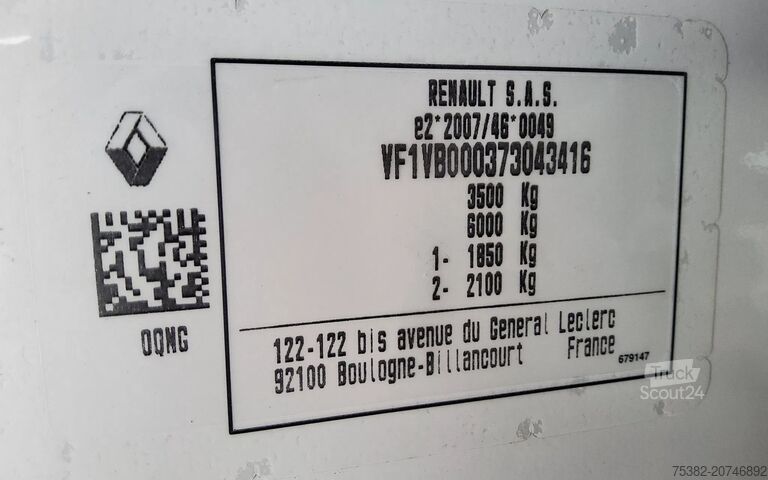 RENAULT S.A.S.
e2*2007/46*0049
VF1VB000373043416
3500 Kg
6000 Kg
1- 1850 Kg
2- 2100 Kg
0QNG
122-122 bis avenue du General Leclerc
92100 Boulogne-Billancourt France
679147
Truck
Scout24
75382-20746892